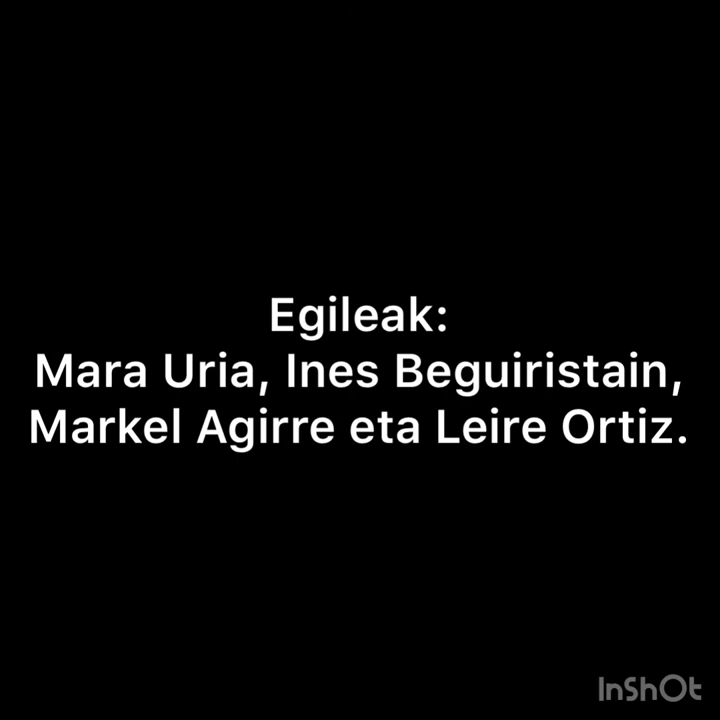 Egileak:
Mara Uria, Ines Beguiristain,
Markel Agirre eta Leire Ortiz.
InShOt